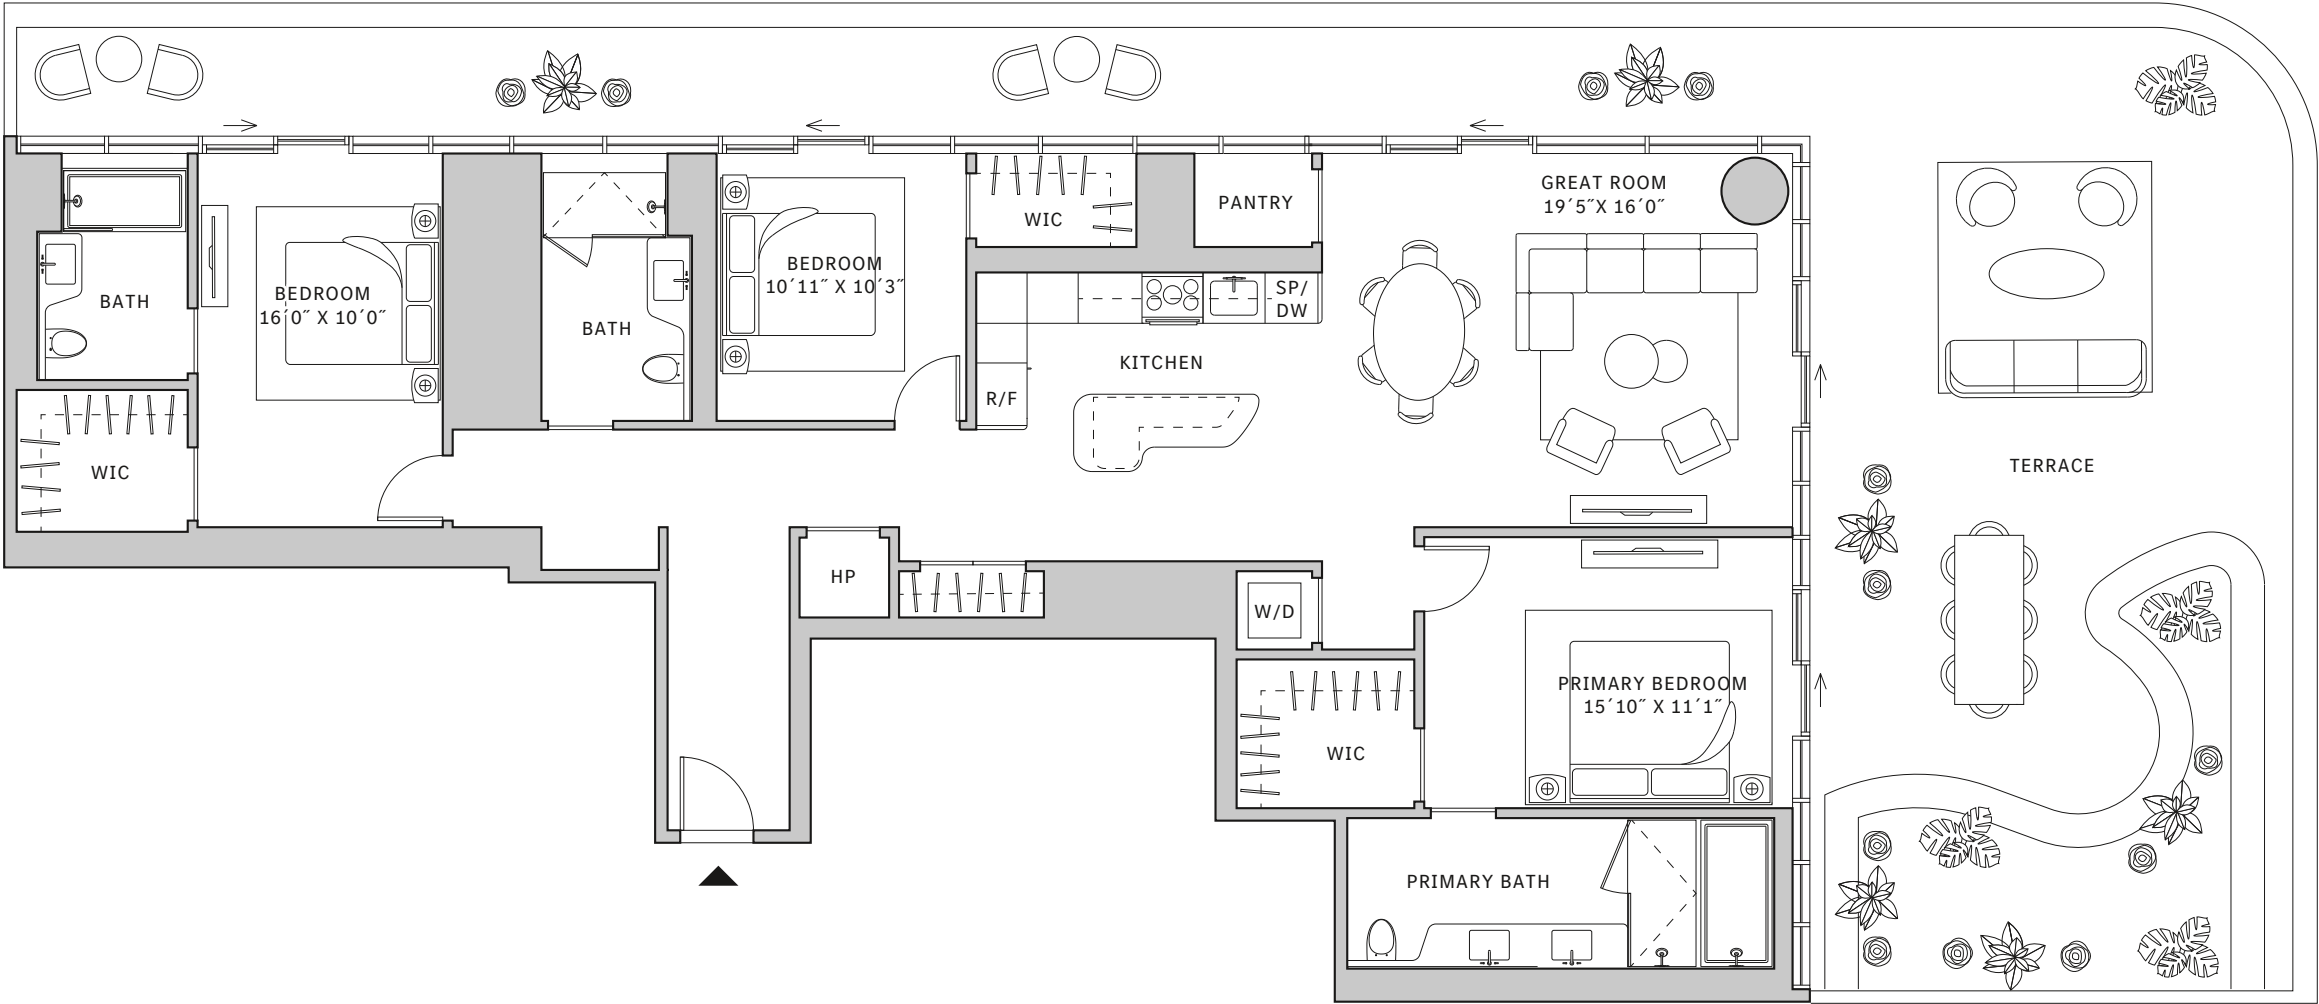 GREAT ROOM
19´5˝X 16´0˝
PANTRY
WIC
BEDROOM
10´11˝ X 10´3˝
BEDROOM
16´0˝ X 10´0˝
BATH
BATH
SP/
DW
KITCHEN
R/F
WIC
TERRACE
HP
W/D
PRIMARY BEDROOM
15´10˝ X 11´1˝
WIC
PRIMARY BATH